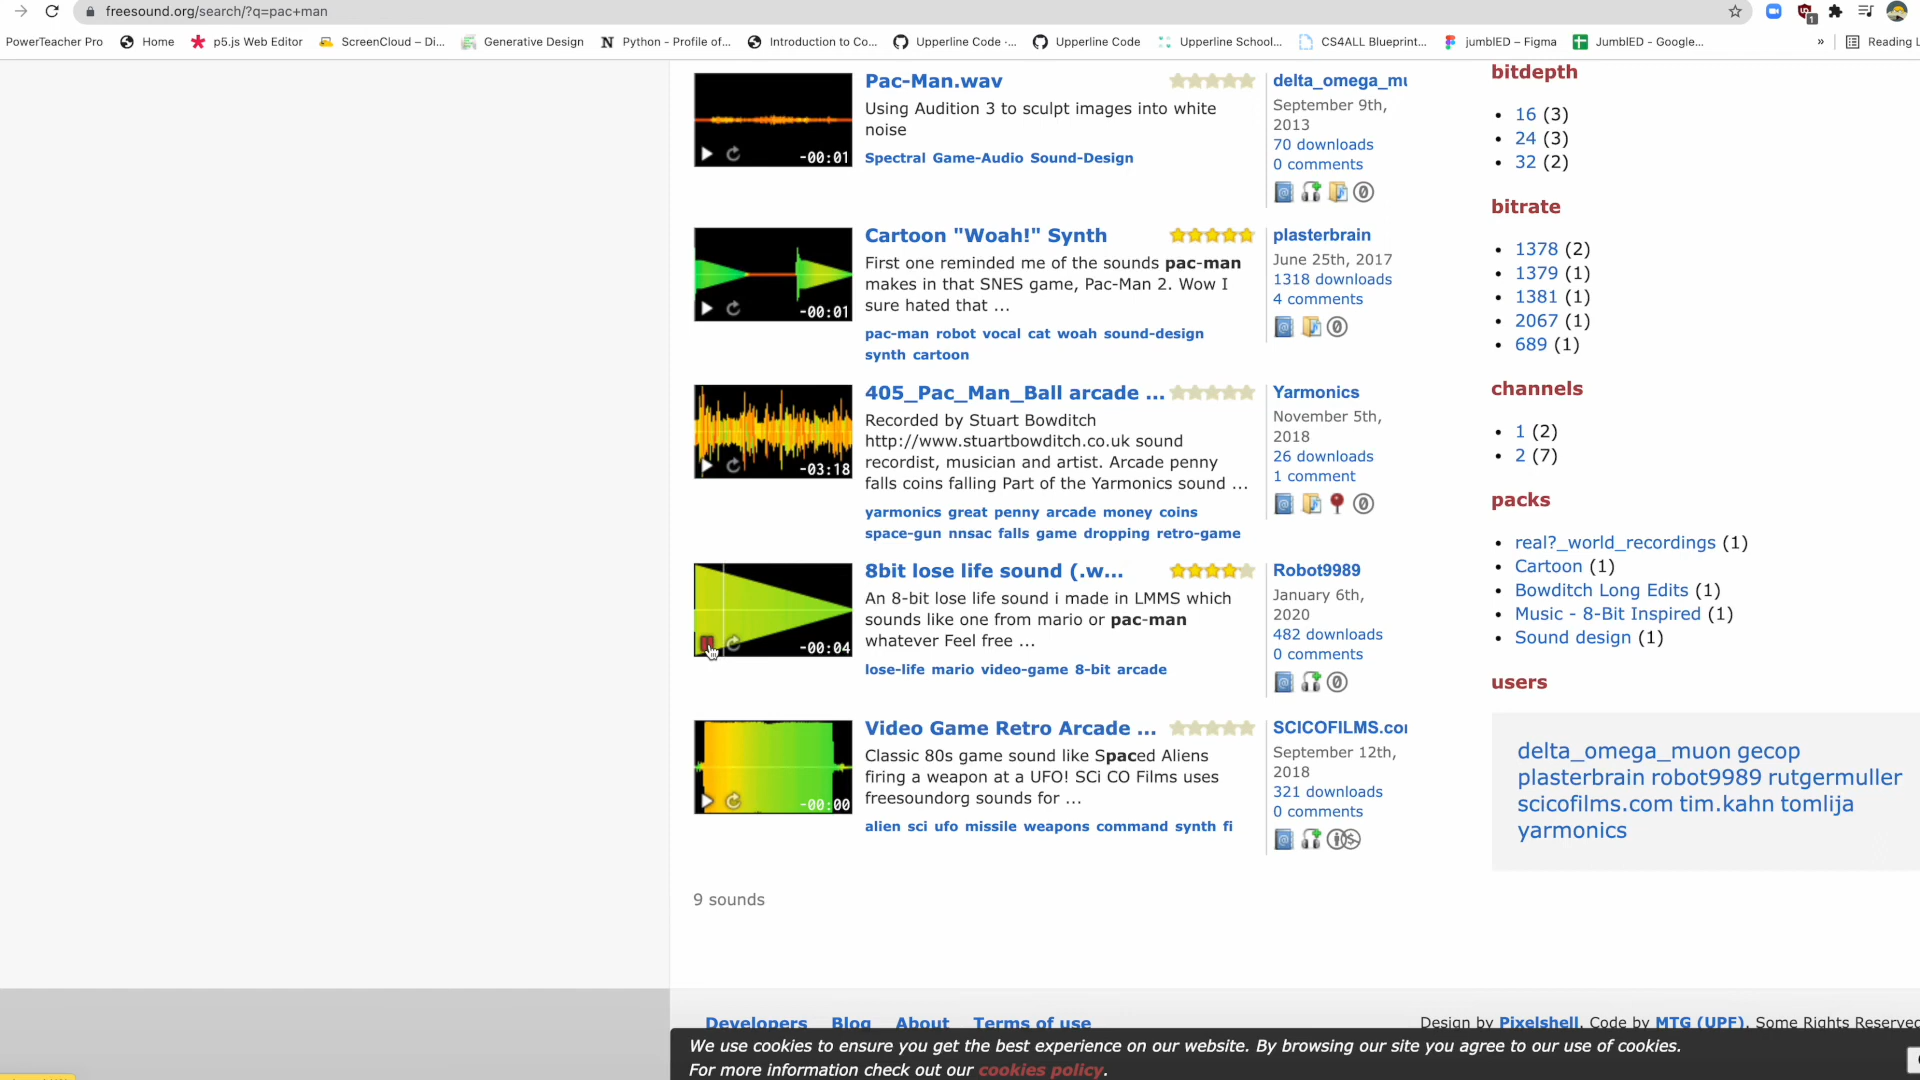 freesound.org/search/?q=pac+man
1
PowerTeacher Pro Home p5.js Web Editor ScreenCloud – Di... Generative Design Python - Profile of... Introduction to Co... Upperline Code -... Upperline Code Upperline School... CS4ALL Blueprint... jumblED – Figma JumblED - Google... » Reading L
Pac-Man.wav
Using Audition 3 to sculpt images into white
noise
Spectral Game-Audio Sound-Design
-00:01
delta_omega_mu
September 9th,
2013
70 downloads
0 comments
Cartoon "Woah!" Synth
First one reminded me of the sounds pac-man
makes in that SNES game, Pac-Man 2. Wow I
sure hated that ...
pac-man robot vocal cat woah sound-design
synth cartoon
-00:01
plasterbrain
June 25th, 2017
1318 downloads
4 comments
405_Pac_Man_Ball arcade ...
Recorded by Stuart Bowditch
http://www.stuartbowditch.co.uk sound
recordist, musician and artist. Arcade penny
falls coins falling Part of the Yarmonics sound ...
yarmonics great penny arcade money coins
space-gun nnsac falls game dropping retro-game
-03:18
Yarmonics
November 5th,
2018
26 downloads
1 comment
8bit lose life sound (.w...
An 8-bit lose life sound i made in LMMS which
sounds like one from mario or pac-man
whatever Feel free ...
lose-life mario video-game 8-bit arcade
-00:04
Robot9989
January 6th,
2020
482 downloads
0 comments
Video Game Retro Arcade ...
Classic 80s game sound like Spaced Aliens
firing a weapon at a UFO! SCi CO Films uses
freesoundorg sounds for ...
alien sci ufo missile weapons command synth fi
-00:00
SCICOFILMS.co
September 12th,
2018
321 downloads
0 comments
9 sounds
bitdepth
16 (3)
24 (3)
32 (2)
bitrate
1378 (2)
1379 (1)
1381 (1)
2067 (1)
689 (1)
channels
1 (2)
2 (7)
packs
real?_world_recordings (1)
Cartoon (1)
Bowditch Long Edits (1)
Music - 8-Bit Inspired (1)
Sound design (1)
users
delta_omega_muon gecop
plasterbrain robot9989 rutgermuller
scicofilms.com tim.kahn tomlija
yarmonics
Developers Blog About Terms of use
Design by Pixelshell, Code by MTG (UPF), Some Rights Reserve
We use cookies to ensure you get the best experience on our website. By browsing our site you agree to our use of cookies.
For more information check out our cookies policy.